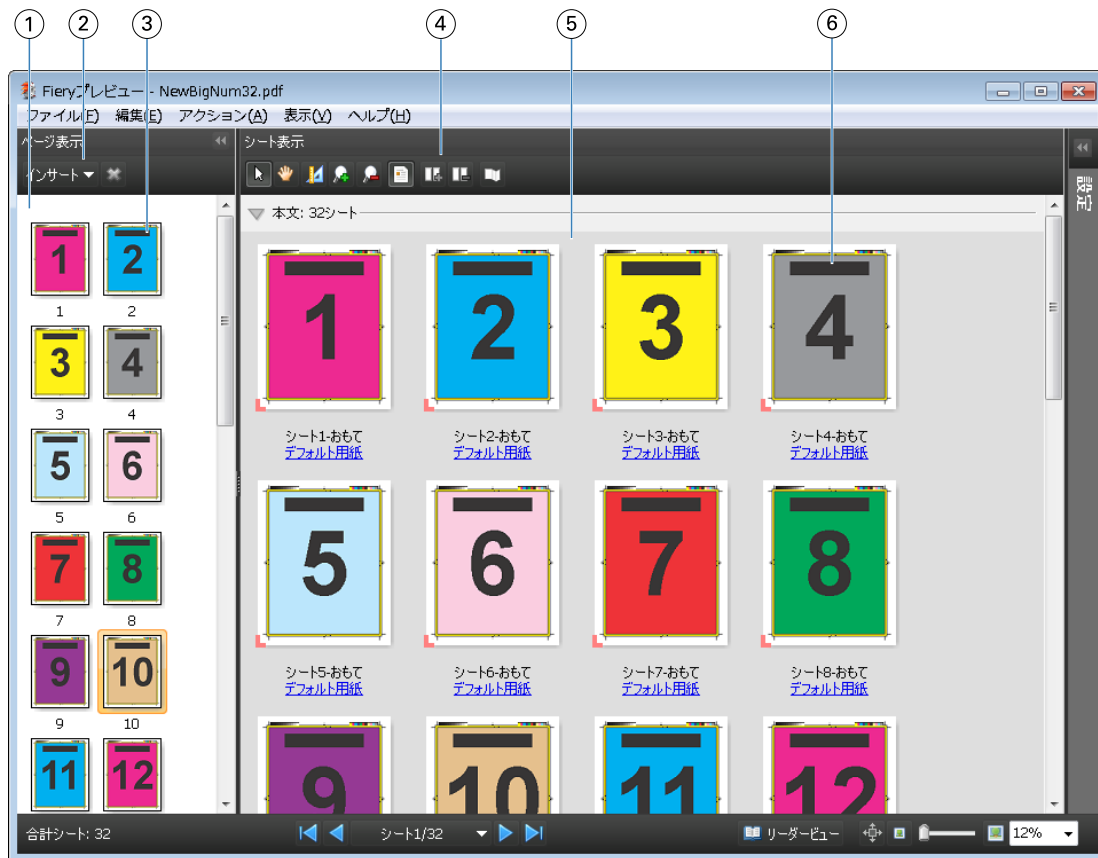 1 2 3 4 5 6
Fieryプレビュー - NewBigNum32.pdf
ファイル(F) 編集(E) アクション(A) 表示(V) ヘルプ(H)
ページ表示
シート表示
インサート
設定
本文: 32シート
1 2
1 2
3 4
3 4
5 6
5 6
7 8
7 8
9 10
9 10
11 12
1 2 3 4
シート1-おもて シート2-おもて シート3-おもて シート4-おもて
デフォルト用紙 デフォルト用紙 デフォルト用紙 デフォルト用紙
5 6 7 8
シート5-おもて シート6-おもて シート7-おもて シート8-おもて
デフォルト用紙 デフォルト用紙 デフォルト用紙 デフォルト用紙
9 10 11 12
合計シート: 32 シート1/32 リーダービュー 12%